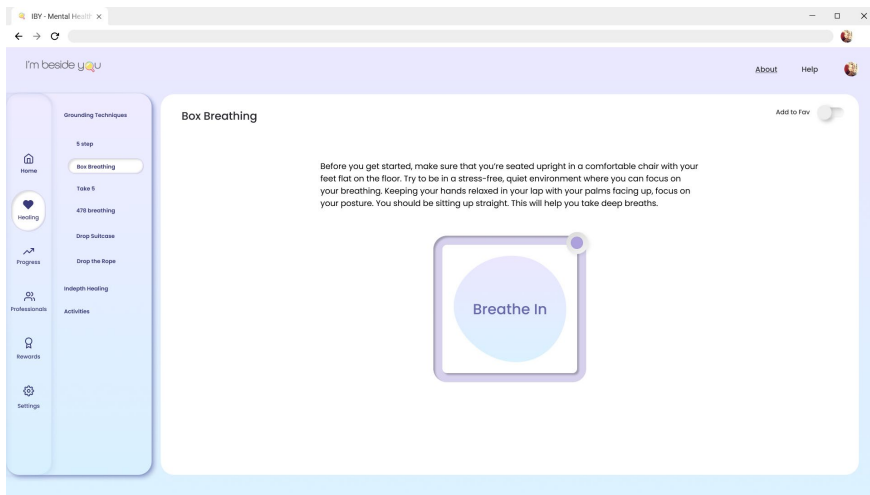 IBY - Mental Health
I'm beside you
About
Help
Home
Healing
Progress
Professionals
Rewards
Settings
Grounding Techniques
5 step
Box Breathing
Take 5
478 breathing
Drop Suitcase
Drop the Rope
Indepth Healing
Activities
Box Breathing
Add to Fav
Before you get started, make sure that you're seated upright in a comfortable chair with your
feet flat on the floor. Try to be in a stress-free, quiet environment where you can focus on
your breathing. Keeping your hands relaxed in your lap with your palms facing up, focus on
your posture. You should be sitting up straight. This will help you take deep breaths.
Breathe In